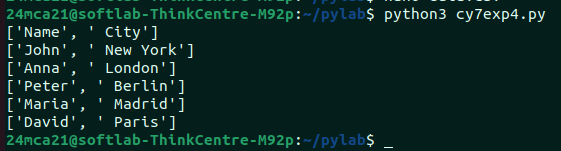 24mca21@softlab-ThinkCentre-M92p:~/pylab$ python3 cy7exp4.py
['Name', ' City']
['John', ' New York']
['Anna', ' London']
['Peter', ' Berlin']
['Maria', ' Madrid']
['David', ' Paris']
24mca21@softlab-ThinkCentre-M92p:~/pylab$ _